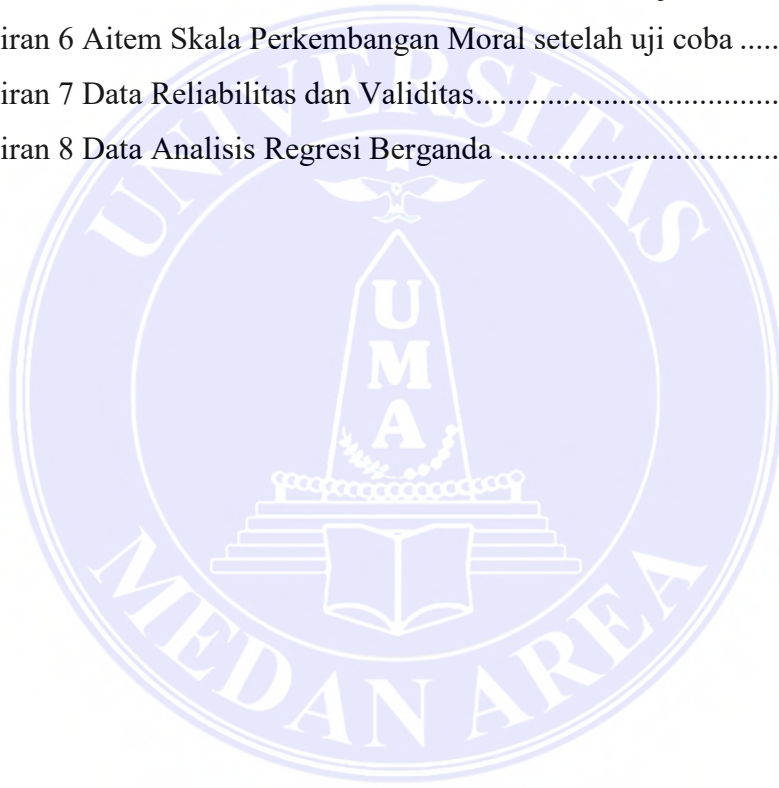 iran 6 Aitem Skala Perkembangan Moral setelah uji coba .....
iran 7 Data Reliabilitas dan Validitas......................................
iran 8 Data Analisis Regresi Berganda ...................................
UNIVERSITAS
UMA
MEDAN AREA